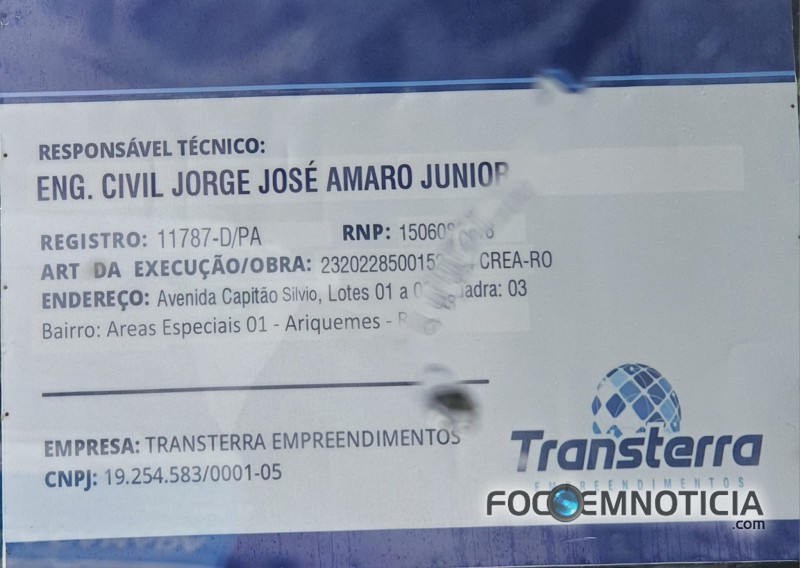 RESPONSÁVEL TÉCNICO:
ENG. CIVIL JORGE JOSÉ AMARO JUNIOR
REGISTRO: 11787-D/PA RNP:
ART DA EXECUÇÃO/OBRA: CREA-RO
ENDEREÇO: Avenida Capitão Silvio, Lotes 01 a 03
Bairro: Areas Especiais 01 - Ariquemes -
EMPRESA: TRANSTERRA EMPREENDIMENTOS
CNPJ: 19.254.583/0001-05
Transterra
EMPREENDIMENTOS
FOCOEMNOTICIA
.com